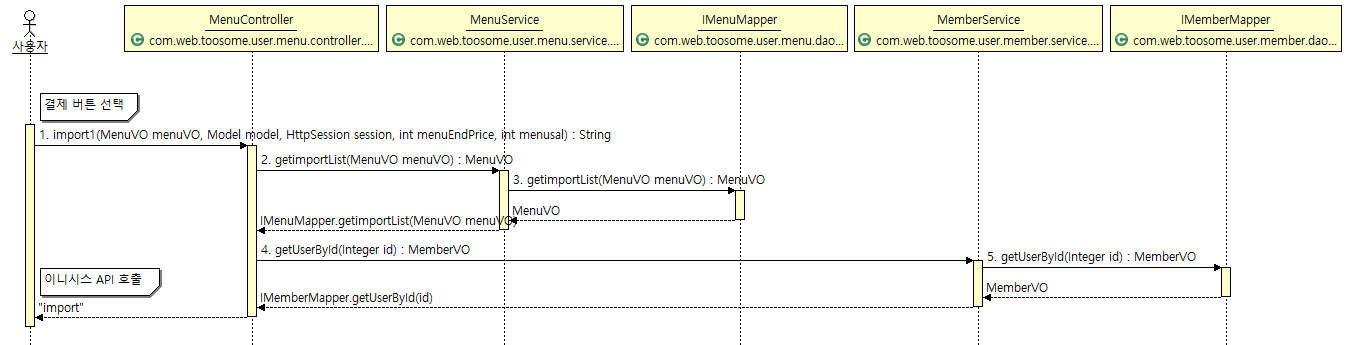 사용자
MenuController
com.web.toosome.user.menu.controller....
MenuService
com.web.toosome.user.menu.service....
IMenuMapper
com.web.toosome.user.menu.dao...
MemberService
com.web.toosome.user.member.service....
IMemberMapper
com.web.toosome.user.member.dao...
결제 버튼 선택
1. import1(MenuVO menuVO, Model model, HttpSession session, int menuEndPrice, int menusal) : String
2. getimportList(MenuVO menuVO) : MenuVO
3. getimportList(MenuVO menuVO) : MenuVO
MenuVO
IMenuMapper.getimportList(MenuVO menuVO)
4. getUserById(Integer id) : MemberVO
5. getUserById(Integer id) : MemberVO
이니시스 API 호출
MemberVO
IMemberMapper.getUserById(id)
"import"